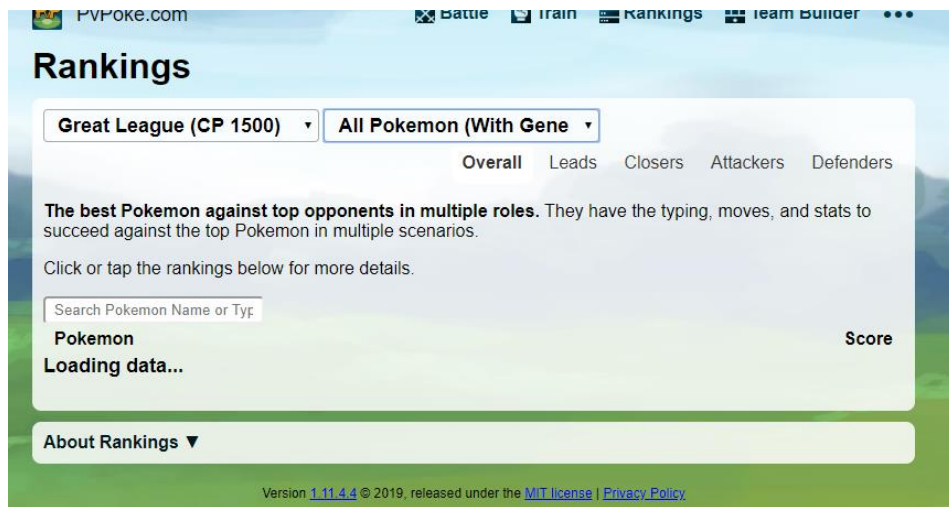 PvPoke.com
Battle Train Rankings Team Builder
Rankings
Great League (CP 1500) All Pokemon (With Gene
Overall Leads Closers Attackers Defenders
The best Pokemon against top opponents in multiple roles. They have the typing, moves, and stats to
succeed against the top Pokemon in multiple scenarios.
Click or tap the rankings below for more details.
Search Pokemon Name or Typ
Pokemon Score
Loading data...
About Rankings ▼
Version 1.11.4.4 © 2019, released under the MIT license | Privacy Policy